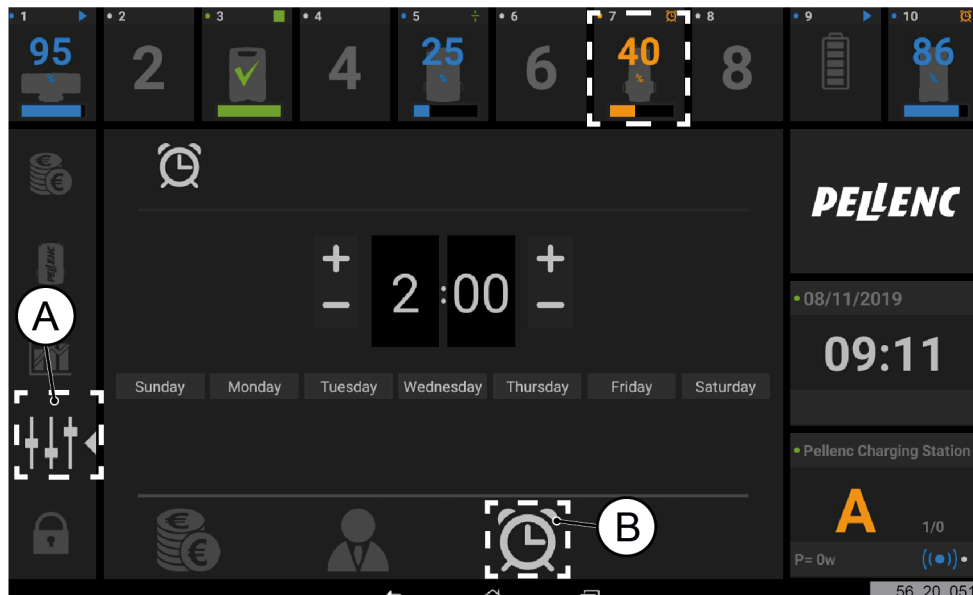 1 2 3 4 5 6 7 8 9 10
95 2 4 25 6 40 8 86
% % % %
PELLENC
PELLENC
A
2:00
08/11/2019
09:11
Sunday Monday Tuesday Wednesday Thursday Friday Saturday
Pellenc Charging Station
A
1/0
B
P= 0w
56_20_051